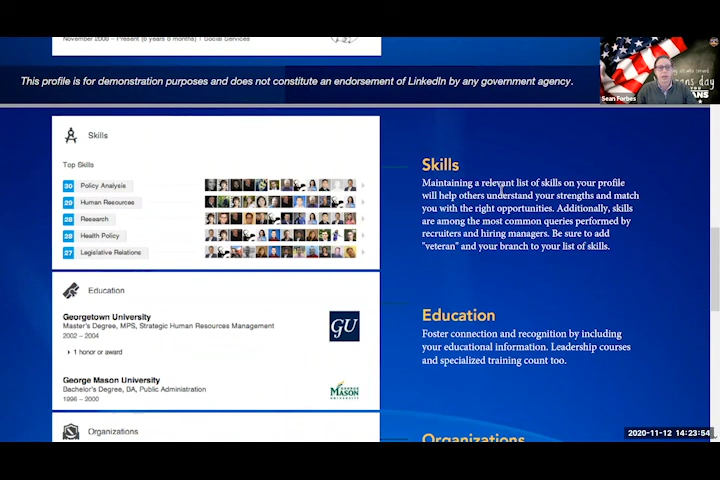 November 2008 – Present (6 years 6 months) | Social Services
This profile is for demonstration purposes and does not constitute an endorsement of LinkedIn by any government agency.
Sean Forbes
Skills
Top Skills
30 Policy Analysis
29 Human Resources
28 Research
28 Health Policy
27 Legislative Relations
Skills
Maintaining a relevant list of skills on your profile
will help others understand your strengths and match
you with the right opportunities. Additionally, skills
are among the most common queries performed by
recruiters and hiring managers. Be sure to add
"veteran" and your branch to your list of skills.
Education
Georgetown University
Master's Degree, MPS, Strategic Human Resources Management
2002 – 2004
1 honor or award
GU
George Mason University
Bachelor's Degree, BA, Public Administration
1996 – 2000
GEORGE
MASON
UNIVERSITY
Education
Foster connection and recognition by including
your educational information. Leadership courses
and specialized training count too.
Organizations
Organizations
2020-11-12 14:23:54